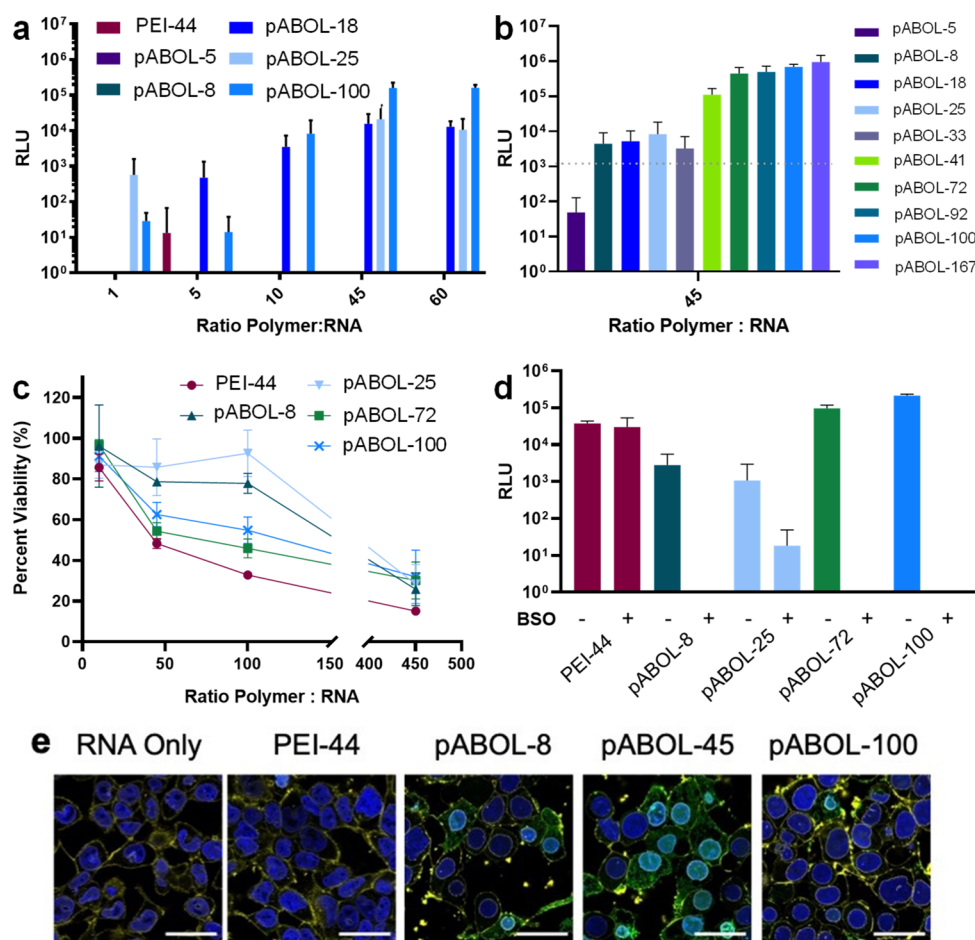 a
PEI-44
pABOL-5
pABOL-8
pABOL-18
pABOL-25
pABOL-100
RLU
10⁷
10⁶
10⁵
10⁴
10³
10²
10¹
10⁰
1
5
10
45
60
Ratio Polymer:RNA
b
RLU
10⁷
10⁶
10⁵
10⁴
10³
10²
10¹
10⁰
45
Ratio Polymer : RNA
pABOL-5
pABOL-8
pABOL-18
pABOL-25
pABOL-33
pABOL-41
pABOL-72
pABOL-92
pABOL-100
pABOL-167
c
PEI-44
pABOL-8
pABOL-25
pABOL-72
pABOL-100
Percent Viability (%)
120
100
80
60
40
20
0
0
50
100
150
400
450
500
Ratio Polymer : RNA
d
RLU
10⁶
10⁵
10⁴
10³
10²
10¹
10⁰
BSO - + - + - + - + - +
PEI-44
pABOL-8
pABOL-25
pABOL-72
pABOL-100
e
RNA Only
PEI-44
pABOL-8
pABOL-45
pABOL-100